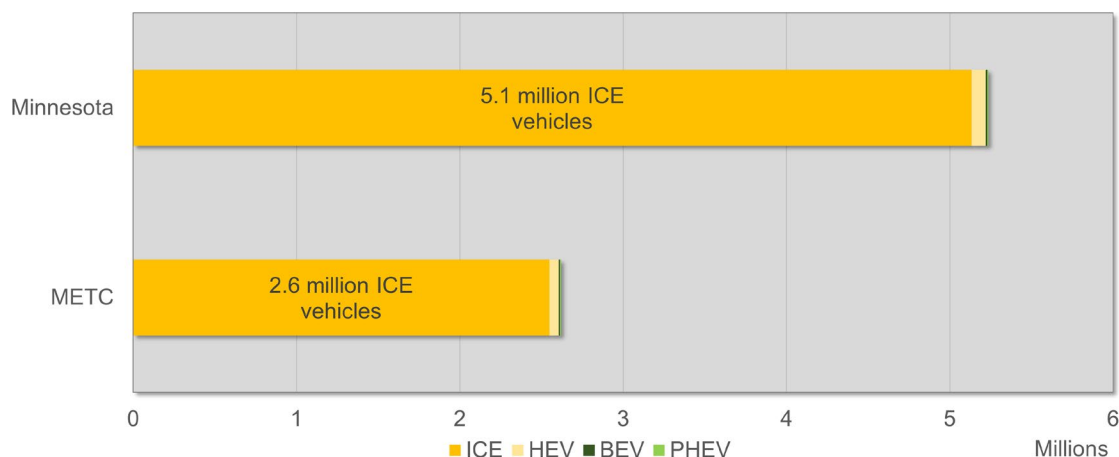 Minnesota
5.1 million ICE
vehicles
METC
2.6 million ICE
vehicles
0 1 2 3 4 5 6
ICE HEV BEV PHEV
Millions